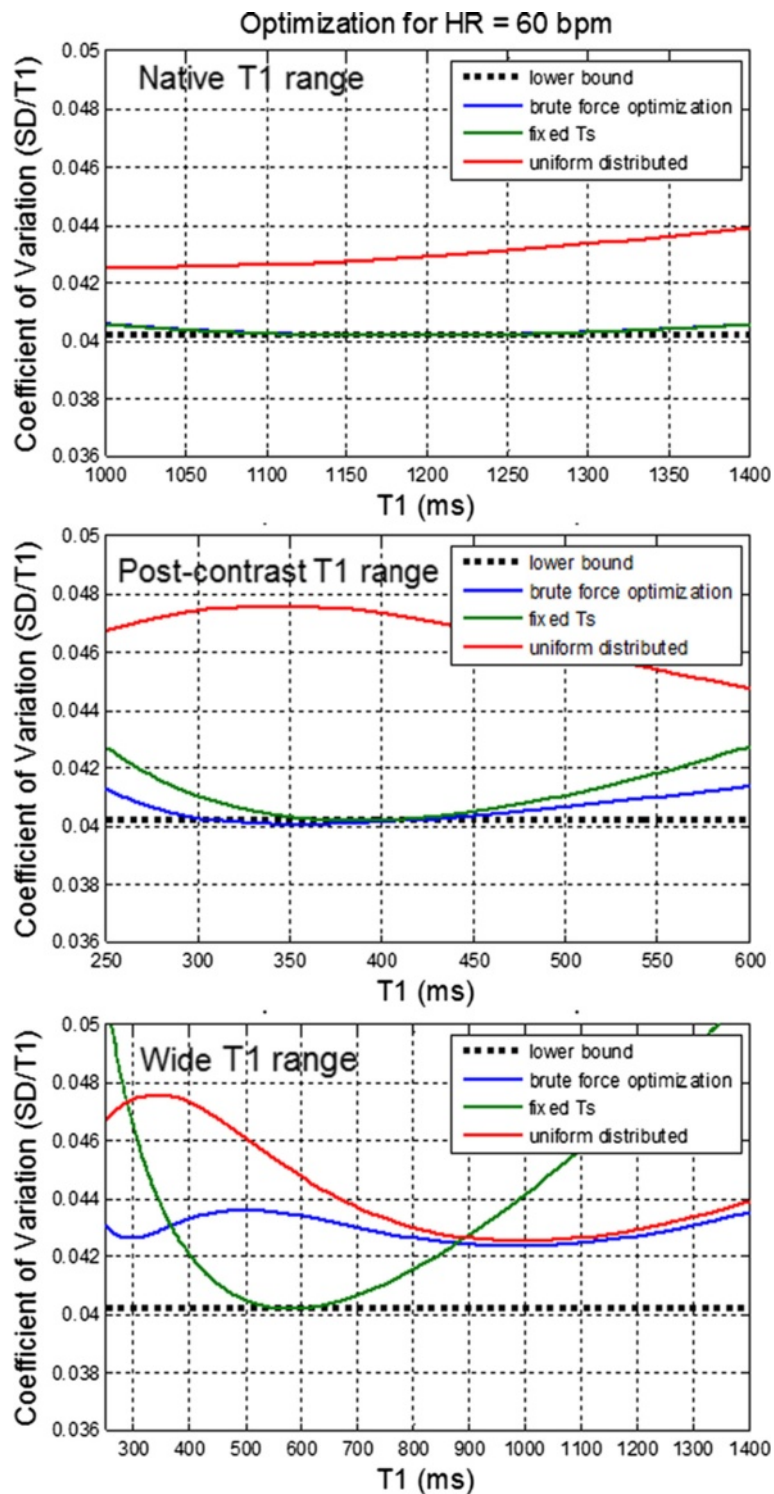 Optimization for HR = 60 bpm
Coefficient of Variation (SD/T1)
0.05
0.048
0.046
0.044
0.042
0.04
0.038
0.036
Native T1 range
lower bound
brute force optimization
fixed Ts
uniform distributed
1000 1050 1100 1150 1200 1250 1300 1350 1400
T1 (ms)
Coefficient of Variation (SD/T1)
0.05
0.048
0.046
0.044
0.042
0.04
0.038
0.036
Post-contrast T1 range
lower bound
brute force optimization
fixed Ts
uniform distributed
250 300 350 400 450 500 550 600
T1 (ms)
Coefficient of Variation (SD/T1)
0.05
0.048
0.046
0.044
0.042
0.04
0.038
0.036
Wide T1 range
lower bound
brute force optimization
fixed Ts
uniform distributed
300 400 500 600 700 800 900 1000 1100 1200 1300 1400
T1 (ms)